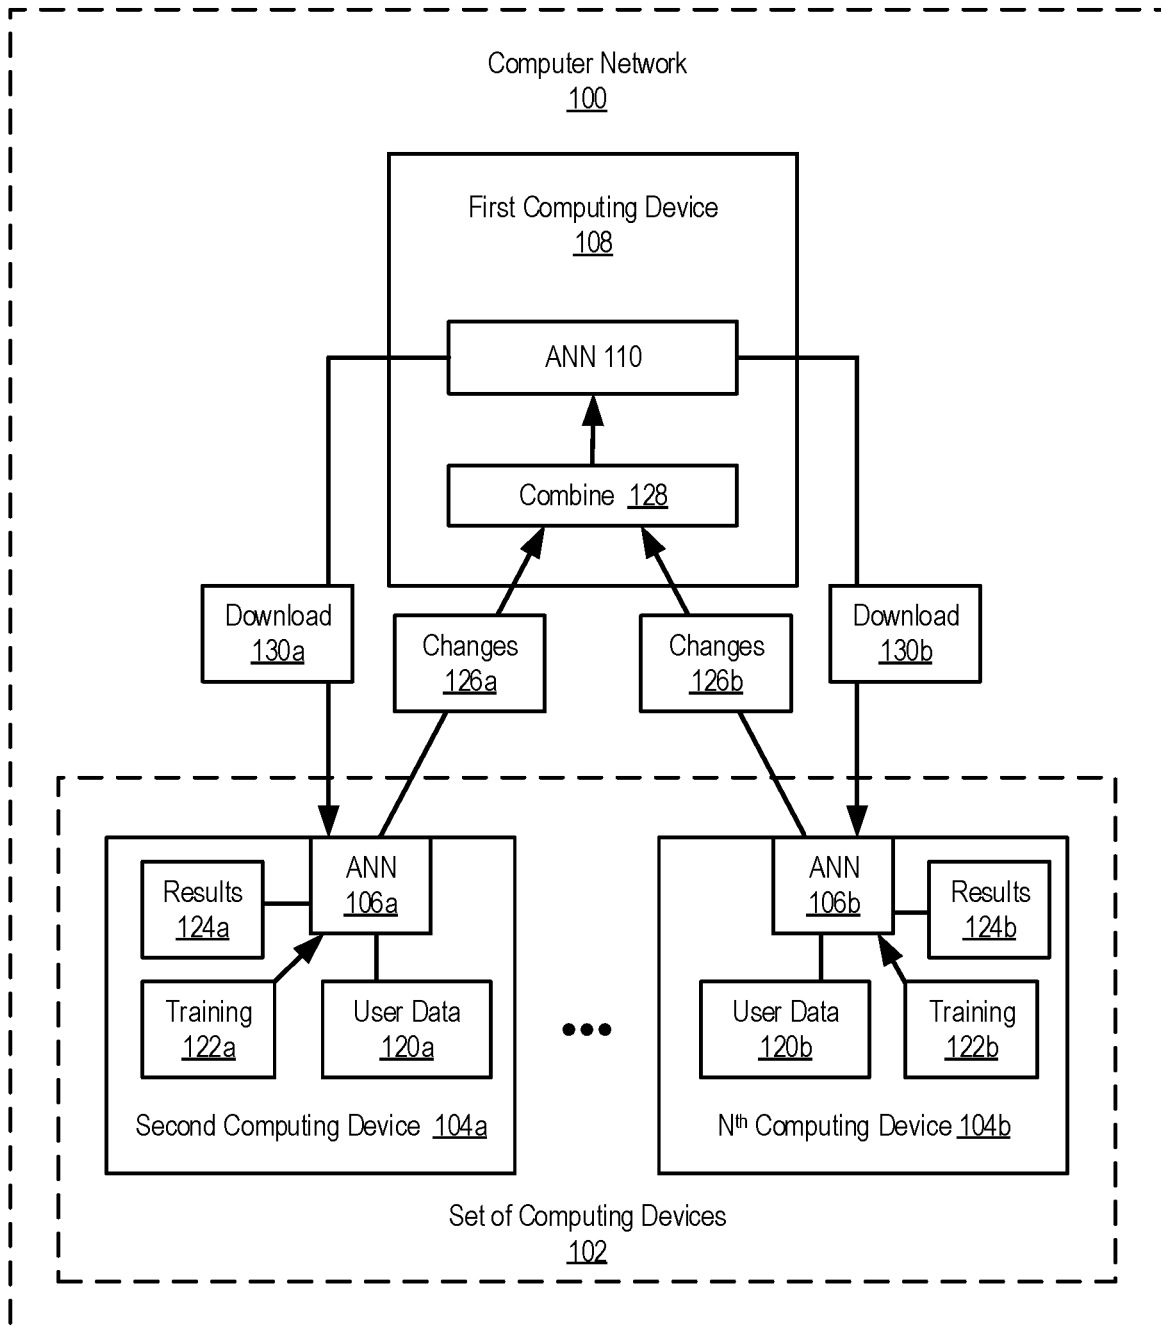 Computer Network
100
First Computing Device
108
ANN 110
Combine 128
Download
130a
Changes
126a
Changes
126b
Download
130b
ANN
106a
Results
124a
Training
122a
User Data
120a
Second Computing Device 104a
ANN
106b
Results
124b
User Data
120b
Training
122b
Nth Computing Device 104b
Set of Computing Devices
102